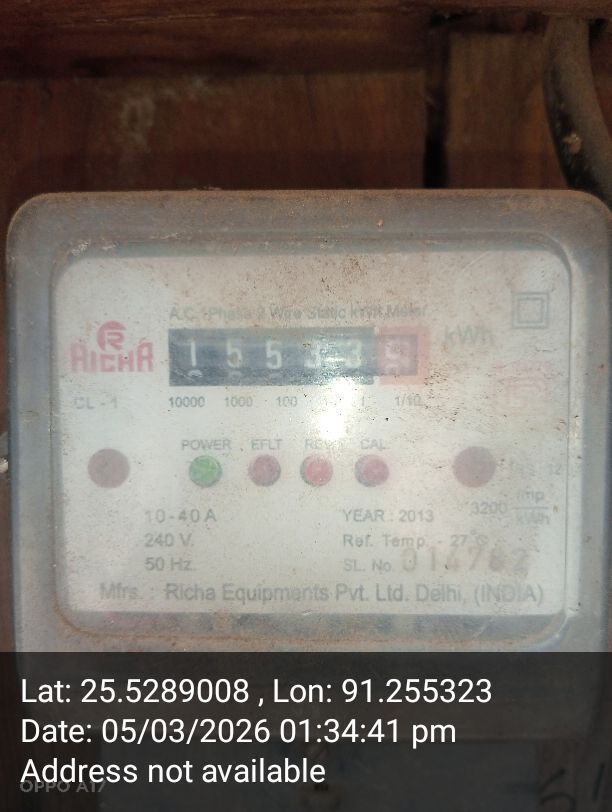 A.C. Phase 2 Wire Static kWh Meter
RICHA
1 5 5 3 3
kWh
CL - 1
10000 1000 100 1 1/10
POWER EFLT REV CAL
10-40 A
240 V.
50 Hz.
YEAR : 2013
Ref. Temp. - 27°C
SL. No. 014782
3200 imp/kWh
Mfrs. : Richa Equipments Pvt. Ltd. Delhi, (INDIA)
Lat: 25.5289008 , Lon: 91.255323
Date: 05/03/2026 01:34:41 pm
Address not available
OPPO A17